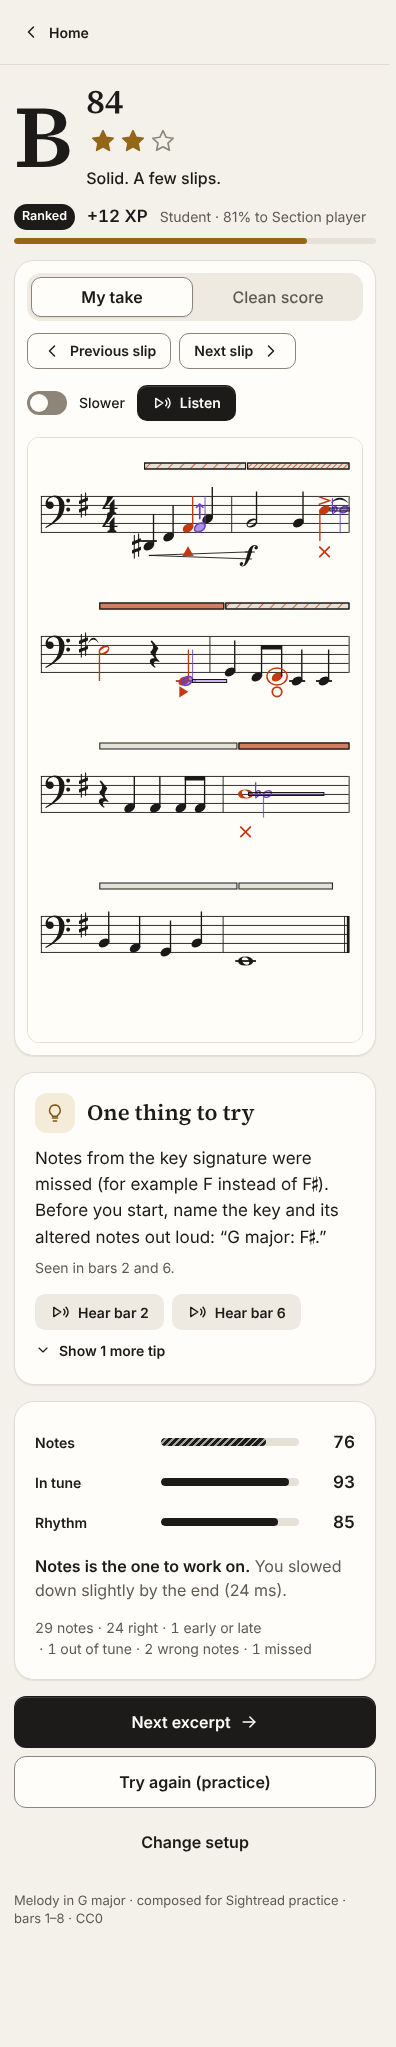 Home
B
84
Solid. A few slips.
Ranked +12 XP Student · 81% to Section player
My take Clean score
Previous slip Next slip
Slower Listen
One thing to try
Notes from the key signature were
missed (for example F instead of F♯).
Before you start, name the key and its
altered notes out loud: “G major: F♯.”
Seen in bars 2 and 6.
Hear bar 2 Hear bar 6
Show 1 more tip
Notes 76
In tune 93
Rhythm 85
Notes is the one to work on. You slowed
down slightly by the end (24 ms).
29 notes · 24 right · 1 early or late
· 1 out of tune · 2 wrong notes · 1 missed
Next excerpt
Try again (practice)
Change setup
Melody in G major · composed for Sightread practice ·
bars 1–8 · CC0